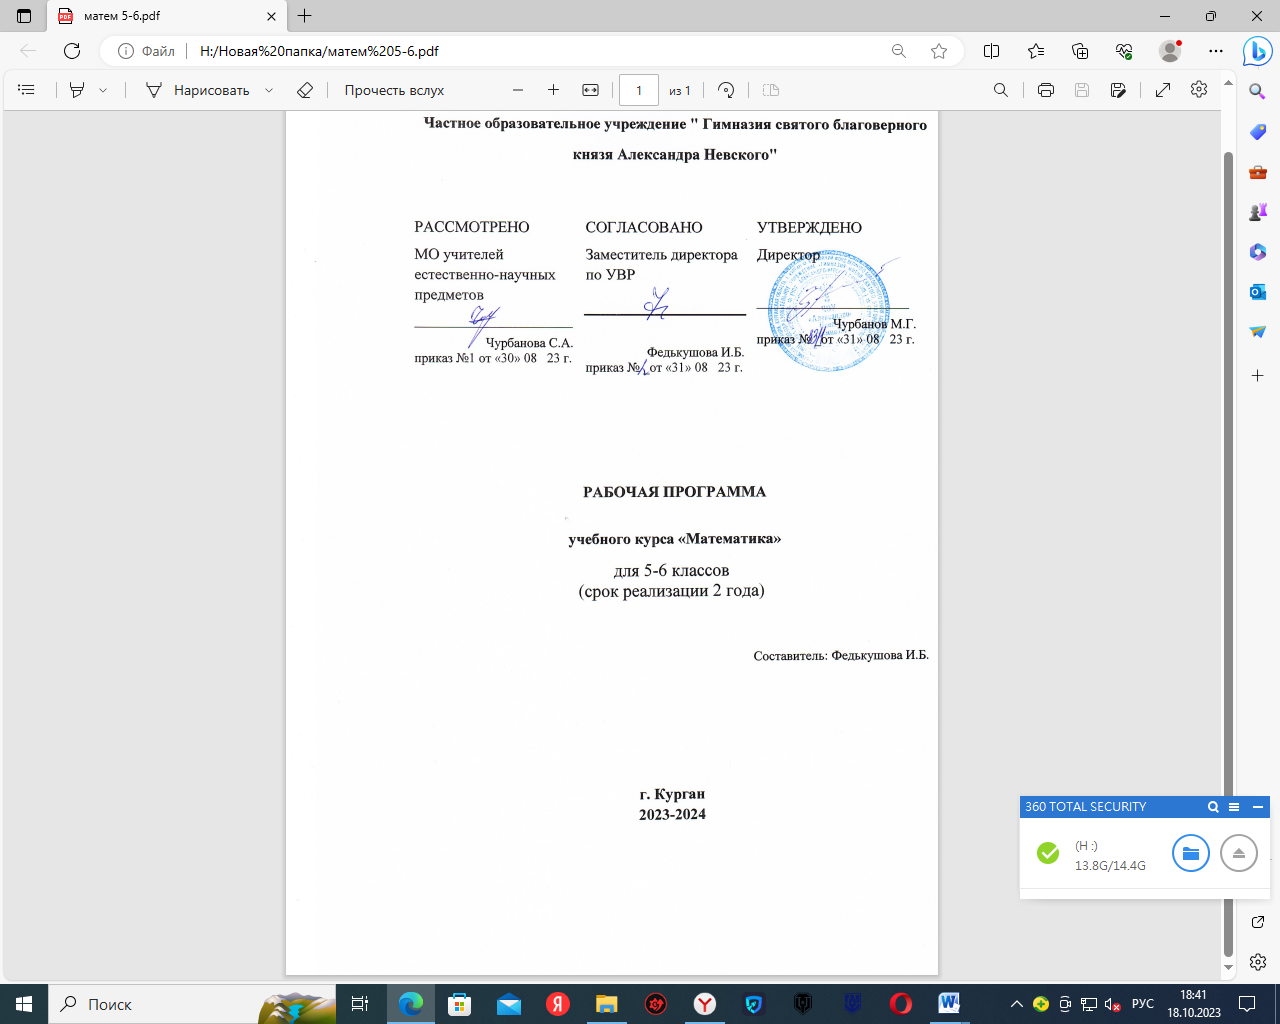 матем 5-6.pdf
Файл
H:/Новая%20папка/матем%205-6.pdf
Нарисовать
Прочесть вслух
1
из 1
Частное образовательное учреждение " Гимназия святого благоверного
князя Александра Невского"
РАССМОТРЕНО
МО учителей
естественно-научных
предметов
Чурбанова С.А.
приказ №1 от «30» 08 23 г.
СОГЛАСОВАНО
Заместитель директора
по УВР
Федькушова И.Б.
приказ № от «31» 08 23 г.
УТВЕРЖДЕНО
Директор
Чурбанов М.Г.
приказ № от «31» 08 23 г.
РАБОЧАЯ ПРОГРАММА
учебного курса «Математика»
для 5-6 классов
(срок реализации 2 года)
Составитель: Федькушова И.Б.
г. Курган
2023-2024
360 TOTAL SECURITY
(H :)
13.8G/14.4G
Поиск
РУС
18:41
18.10.2023